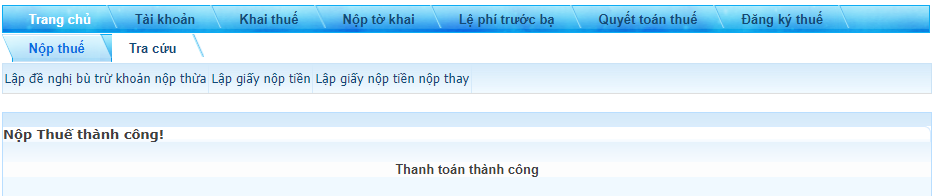 Trang chủ Tài khoản Khai thuế Nộp tờ khai Lệ phí trước bạ Quyết toán thuế Đăng ký thuế
Nộp thuế Tra cứu
Lập đề nghị bù trừ khoản nộp thừa Lập giấy nộp tiền Lập giấy nộp tiền nộp thay
Nộp Thuế thành công!
Thanh toán thành công